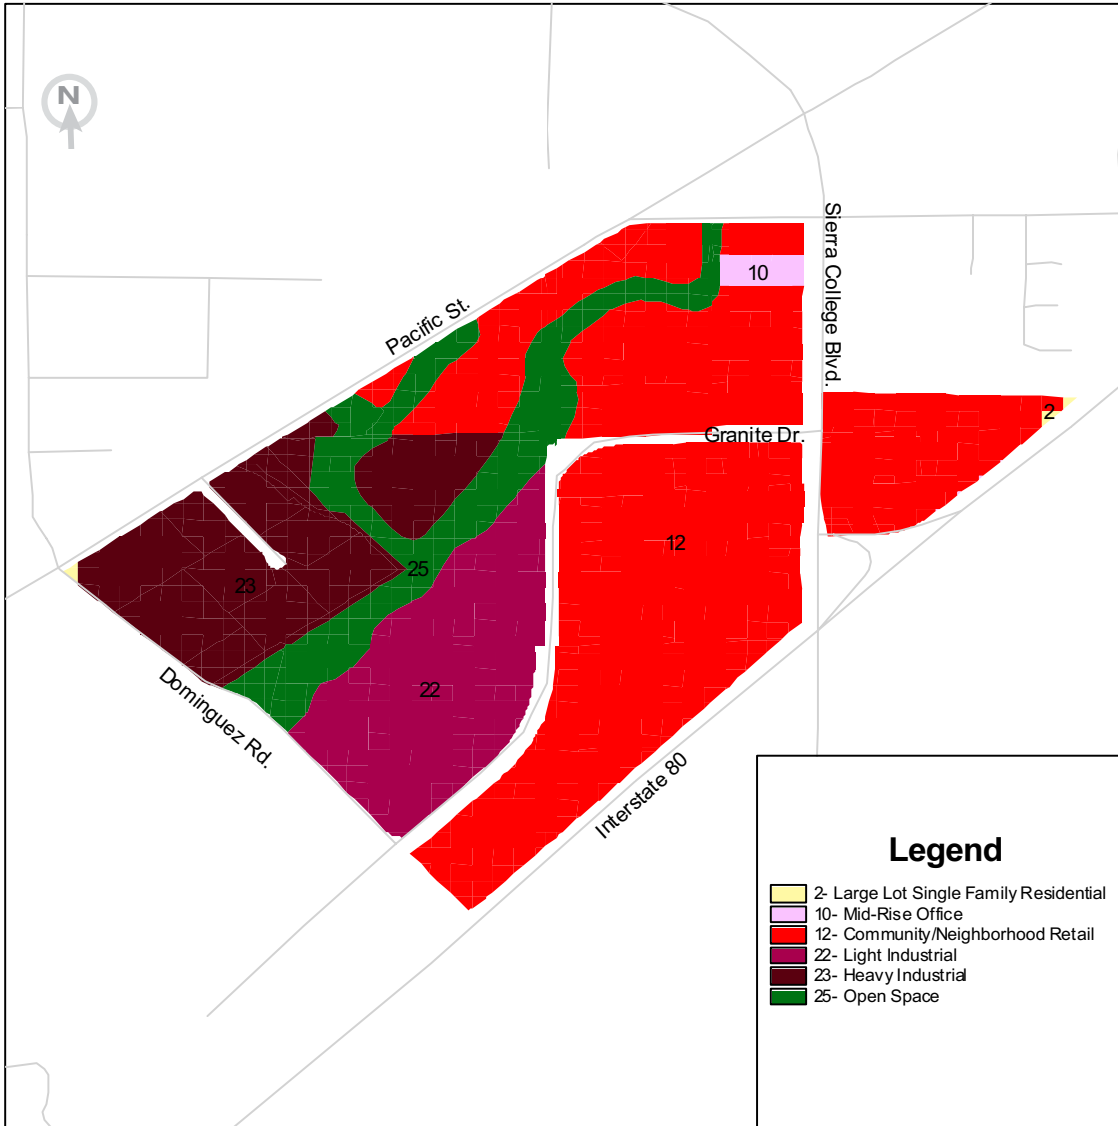 N
Sierra College Blvd.
10
Pacific St.
2
Granite Dr.
12
25
23
22
Dominguez Rd.
Interstate 80
Legend
2- Large Lot Single Family Residential
10- Mid-Rise Office
12- Community/Neighborhood Retail
22- Light Industrial
23- Heavy Industrial
25- Open Space